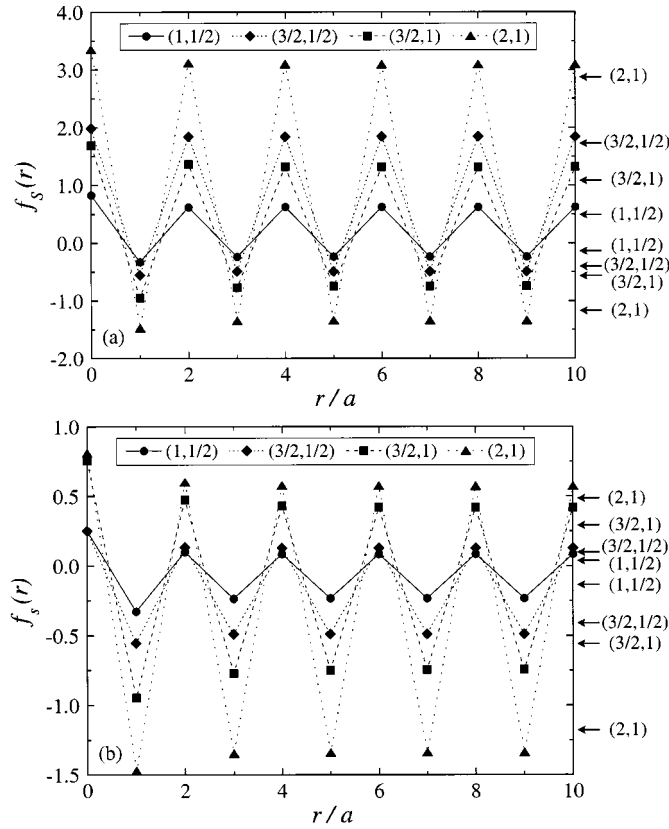 (1,1/2) (3/2,1/2) (3/2,1) (2,1)
4.0
3.0
2.0
1.0
0.0
-1.0
-2.0
f_S(r)
(2,1)
(3/2,1/2)
(3/2,1)
(1,1/2)
(1,1/2)
(3/2,1/2)
(3/2,1)
(2,1)
(a)
0 2 4 6 8 10
r / a
(1,1/2) (3/2,1/2) (3/2,1) (2,1)
1.0
0.5
0.0
-0.5
-1.0
-1.5
f_s(r)
(2,1)
(3/2,1)
(3/2,1/2)
(1,1/2)
(1,1/2)
(3/2,1/2)
(3/2,1)
(2,1)
(b)
0 2 4 6 8 10
r / a